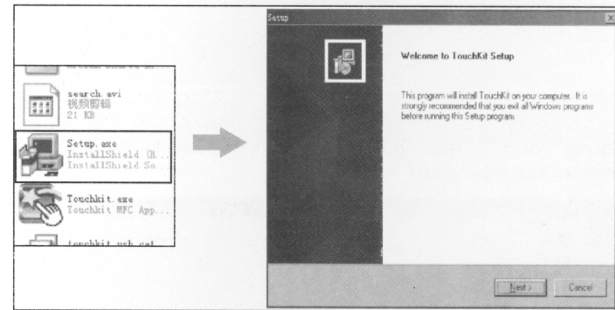 search.avi
视频剪辑
21 KB
Setup.exe
InstallShield (R...
InstallShield So...
Touchkit.exe
Touchkit MFC App...
Setup
Welcome to TouchKit Setup
This program will install TouchKit on your computer. It is
strongly recommended that you exit all Windows programs
before running this Setup program.
Next >
Cancel